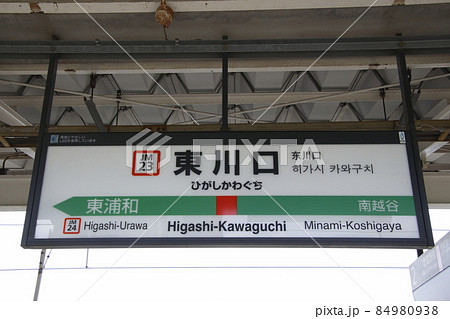 JM
23
東川口
东川口
히가시 카와구치
ひがしかわぐち
東浦和
南越谷
JM
24
Higashi-Urawa
Higashi-Kawaguchi
Minami-Koshigaya
pixta.jp - 84980938